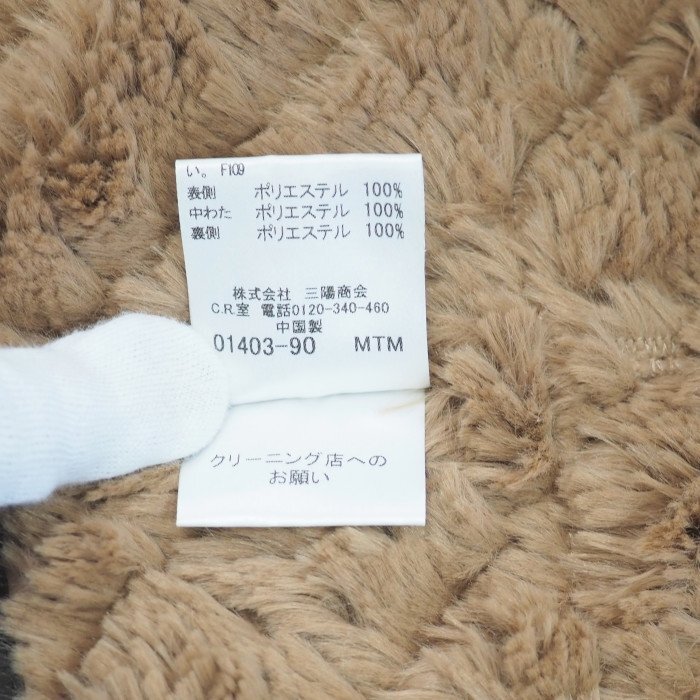 い。 F109
表側 ポリエステル 100%
中わた ポリエステル 100%
裏側 ポリエステル 100%
株式会社 三陽商会
C.R.室 電話0120-340-460
中国製
01403-90 MTM
クリーニング店への
お願い